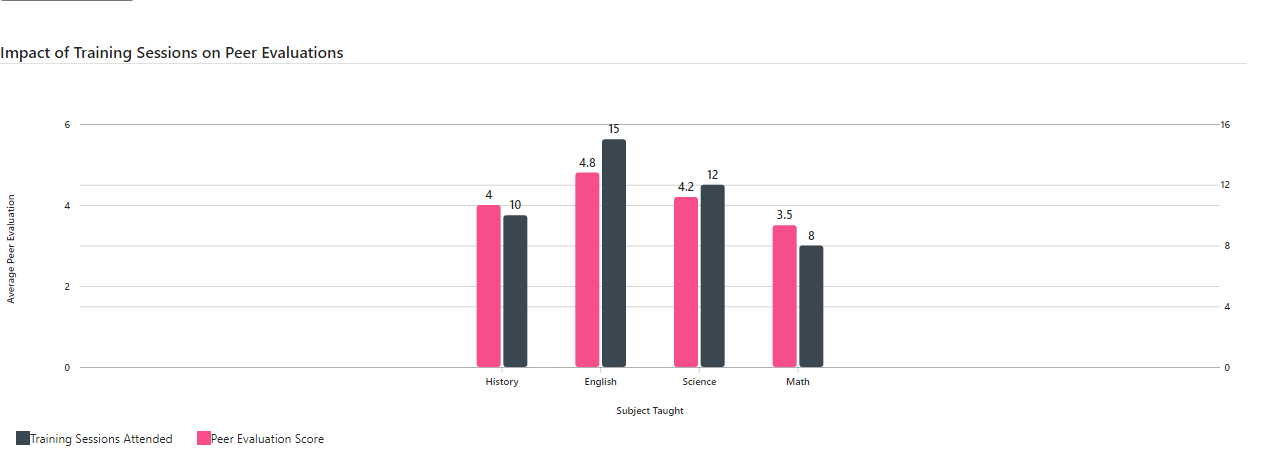 Impact of Training Sessions on Peer Evaluations
6
4
2
0
Average Peer Evaluation
16
12
8
4
0
4
10
4.8
15
4.2
12
3.5
8
History
English
Science
Math
Subject Taught
Training Sessions Attended
Peer Evaluation Score